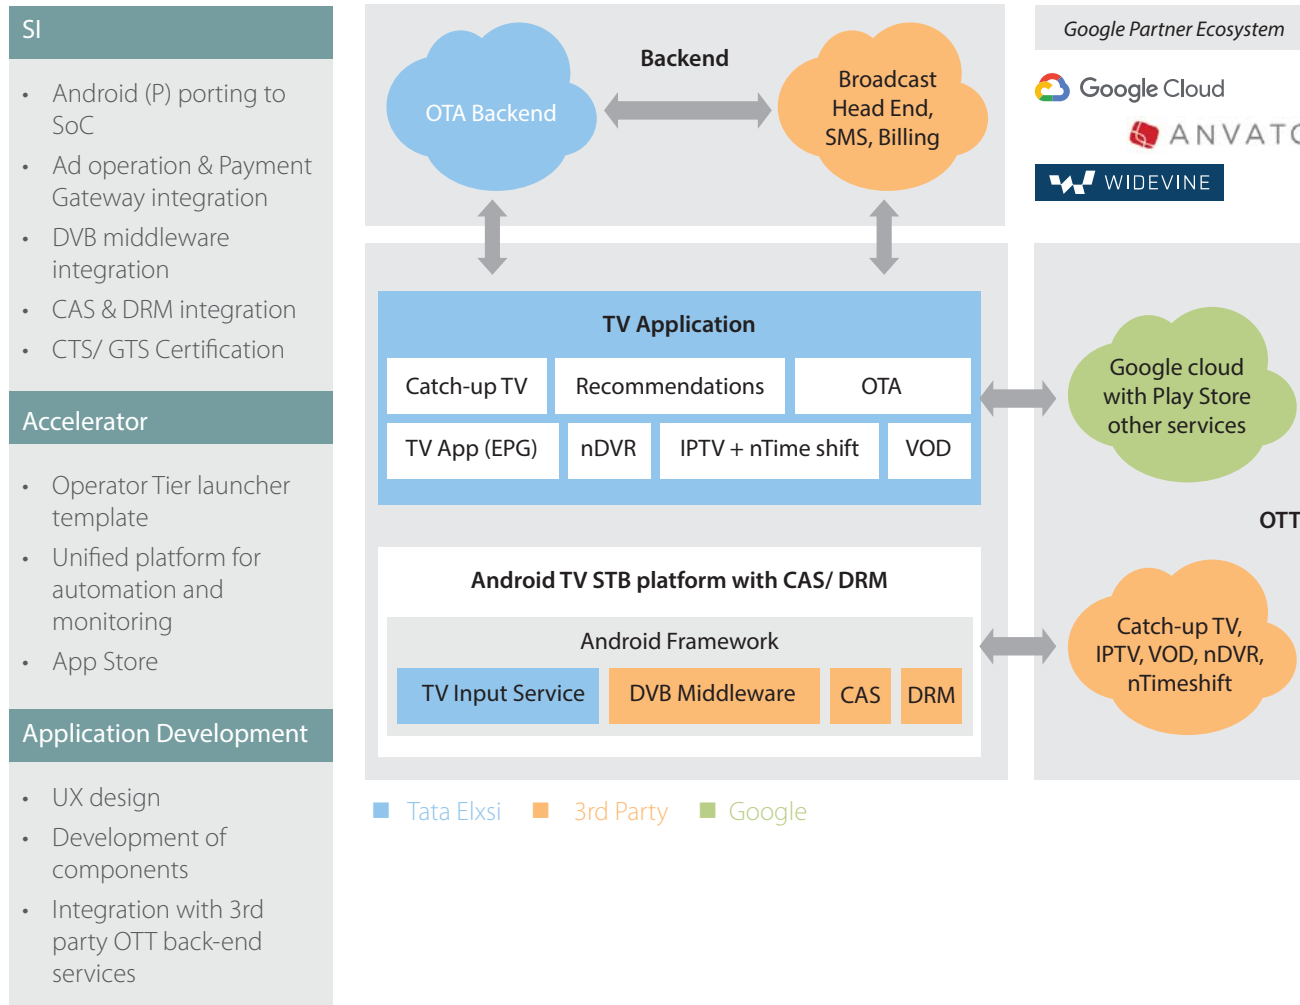 SI
• Android (P) porting to
SoC
• Ad operation & Payment
Gateway integration
• DVB middleware
integration
• CAS & DRM integration
• CTS/ GTS Certification
Accelerator
• Operator Tier launcher
template
• Unified platform for
automation and
monitoring
• App Store
Application Development
• UX design
• Development of
components
• Integration with 3rd
party OTT back-end
services
Backend
OTA Backend
Broadcast
Head End,
SMS, Billing
TV Application
Catch-up TV
Recommendations
OTA
TV App (EPG)
nDVR
IPTV + nTime shift
VOD
Android TV STB platform with CAS/ DRM
Android Framework
TV Input Service
DVB Middleware
CAS
DRM
Tata Elxsi
3rd Party
Google
Google Partner Ecosystem
Google Cloud
ANVATO
WIDEVINE
Google cloud
with Play Store
other services
OTT
Catch-up TV,
IPTV, VOD, nDVR,
nTimeshift